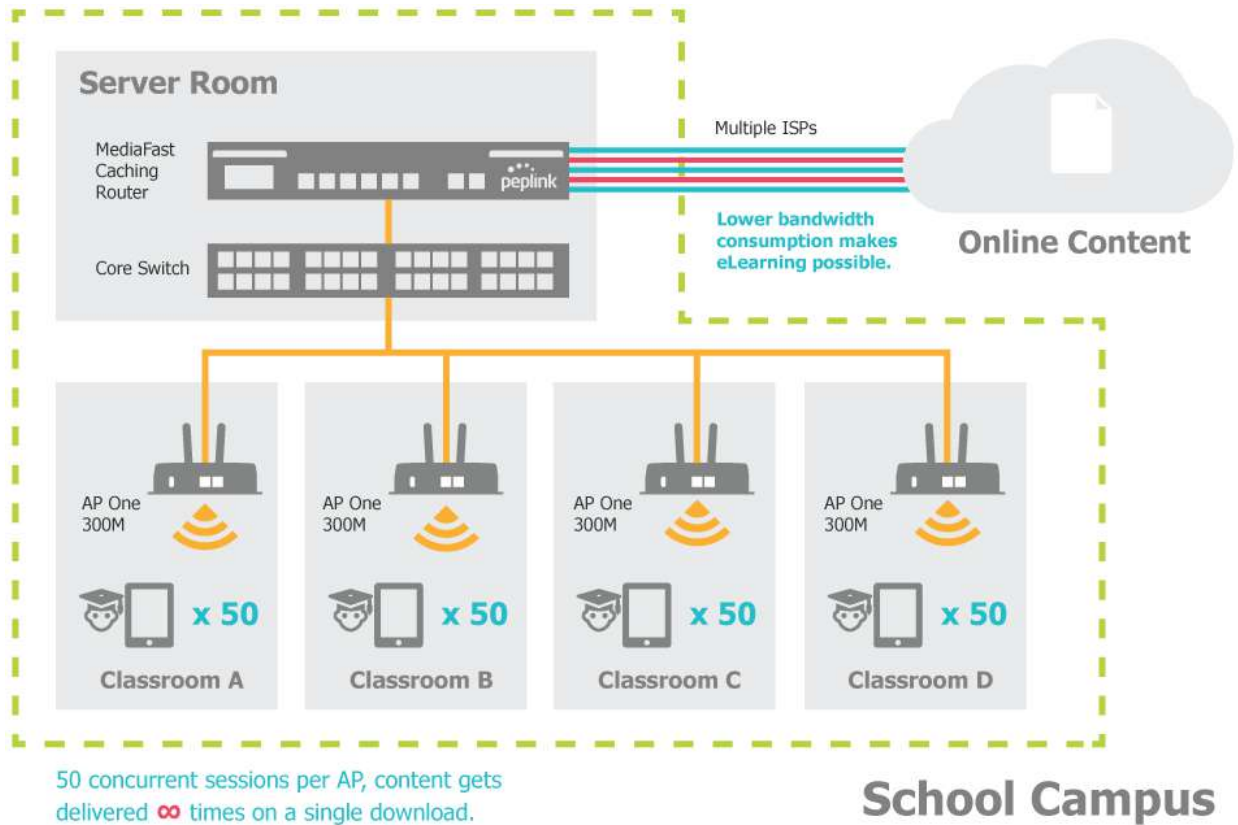 Server Room
MediaFast
Caching
Router
peplink
Core Switch
Multiple ISPs
Lower bandwidth
consumption makes
eLearning possible.
Online Content
AP One
300M
x 50
Classroom A
AP One
300M
x 50
Classroom B
AP One
300M
x 50
Classroom C
AP One
300M
x 50
Classroom D
50 concurrent sessions per AP, content gets
delivered ∞ times on a single download.
School Campus